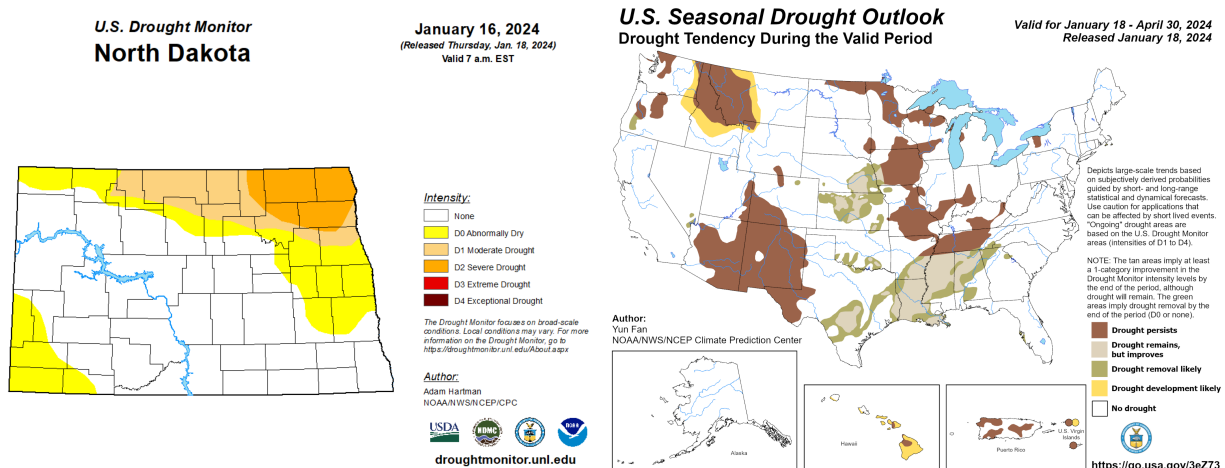 U.S. Drought Monitor
North Dakota
January 16, 2024
(Released Thursday, Jan. 18, 2024)
Valid 7 a.m. EST
Intensity:
None
D0 Abnormally Dry
D1 Moderate Drought
D2 Severe Drought
D3 Extreme Drought
D4 Exceptional Drought
The Drought Monitor focuses on broad-scale
conditions. Local conditions may vary. For more
information on the Drought Monitor, go to
https://droughtmonitor.unl.edu/About.aspx
Author:
Adam Hartman
NOAA/NWS/NCEP/CPC
USDA
NDMC
NOAA
droughtmonitor.unl.edu
U.S. Seasonal Drought Outlook
Drought Tendency During the Valid Period
Valid for January 18 - April 30, 2024
Released January 18, 2024
Depicts large-scale trends based
on subjectively derived probabilities
guided by short- and long-range
statistical and dynamical forecasts.
Use caution for applications that
can be affected by short lived events.
"Ongoing" drought areas are
based on the U.S. Drought Monitor
areas (intensities of D1 to D4).
NOTE: The tan areas imply at least
a 1-category improvement in the
Drought Monitor intensity levels by
the end of the period, although
drought will remain. The green
areas imply drought removal by the
end of the period (D0 or none).
Author:
Yun Fan
NOAA/NWS/NCEP Climate Prediction Center
Drought persists
Drought remains,
but improves
Drought removal likely
Drought development likely
No drought
Alaska
Hawaii
Puerto Rico
U.S. Virgin
Islands
https://go.usa.gov/3eZ73